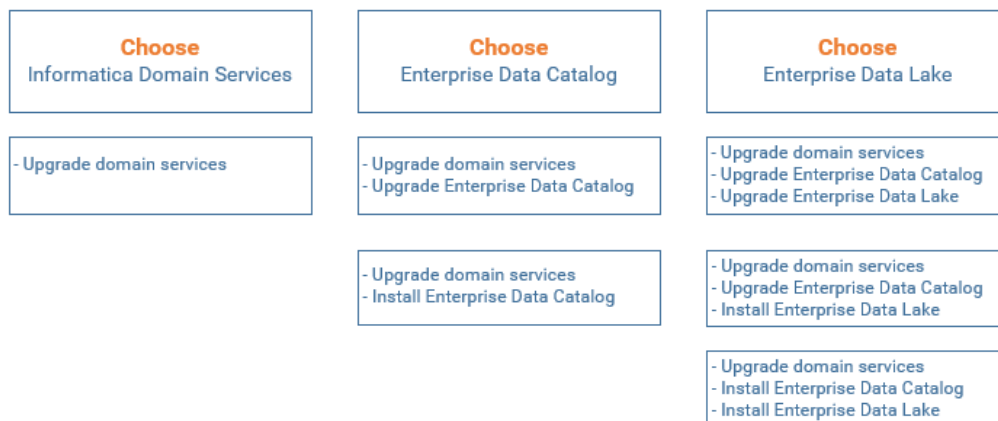 Choose
Informatica Domain Services
- Upgrade domain services
Choose
Enterprise Data Catalog
- Upgrade domain services
- Upgrade Enterprise Data Catalog
- Upgrade domain services
- Install Enterprise Data Catalog
Choose
Enterprise Data Lake
- Upgrade domain services
- Upgrade Enterprise Data Catalog
- Upgrade Enterprise Data Lake
- Upgrade domain services
- Upgrade Enterprise Data Catalog
- Install Enterprise Data Lake
- Upgrade domain services
- Install Enterprise Data Catalog
- Install Enterprise Data Lake